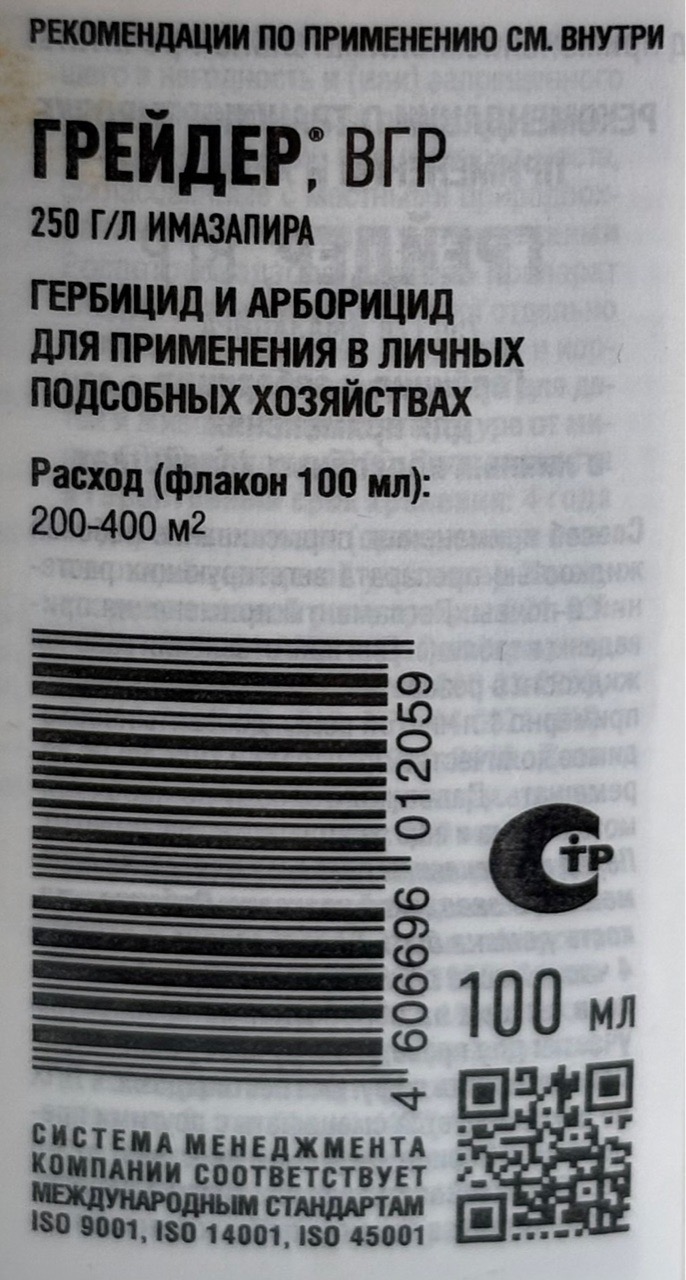 РЕКОМЕНДАЦИИ ПО ПРИМЕНЕНИЮ СМ. ВНУТРИ
ГРЕЙДЕР®, ВГР
250 Г/Л ИМАЗАПИРА
ГЕРБИЦИД И АРБОРИЦИД
ДЛЯ ПРИМЕНЕНИЯ В ЛИЧНЫХ
ПОДСОБНЫХ ХОЗЯЙСТВАХ
Расход (флакон 100 мл):
200-400 м2
4 606696 012059
СТР
100 МЛ
СИСТЕМА МЕНЕДЖМЕНТА
КОМПАНИИ СООТВЕТСТВУЕТ
МЕЖДУНАРОДНЫМ СТАНДАРТАМ
ISO 9001, ISO 14001, ISO 45001